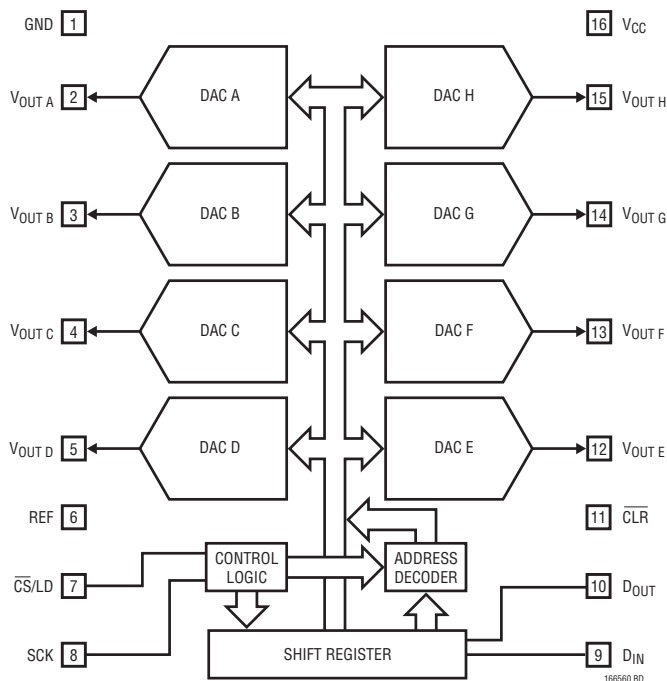 GND 1 16 VCC
VOUT A 2 DAC A DAC H 15 VOUT H
VOUT B 3 DAC B DAC G 14 VOUT G
VOUT C 4 DAC C DAC F 13 VOUT F
VOUT D 5 DAC D DAC E 12 VOUT E
REF 6 11 CLR
CS/LD 7 CONTROL LOGIC ADDRESS DECODER 10 DOUT
SCK 8 SHIFT REGISTER 9 DIN
166560 BD